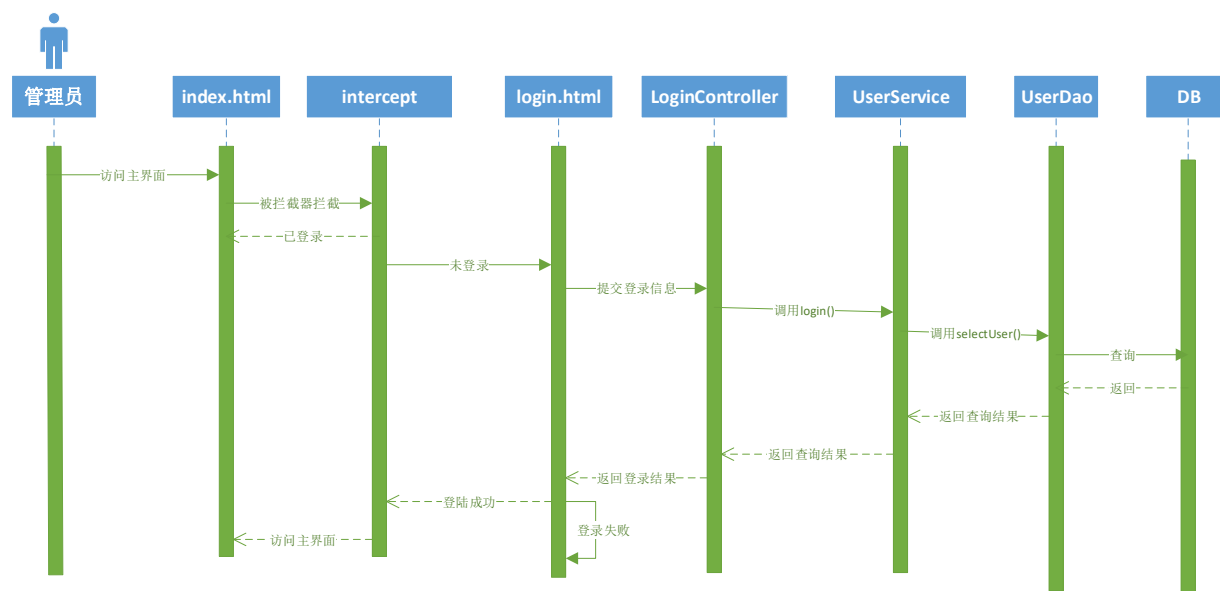 管理员
index.html
intercept
login.html
LoginController
UserService
UserDao
DB
访问主界面
被拦截器拦截
已登录
未登录
提交登录信息
调用login()
调用selectUser()
查询
返回
返回查询结果
返回查询结果
返回登录结果
登陆成功
登录失败
访问主界面